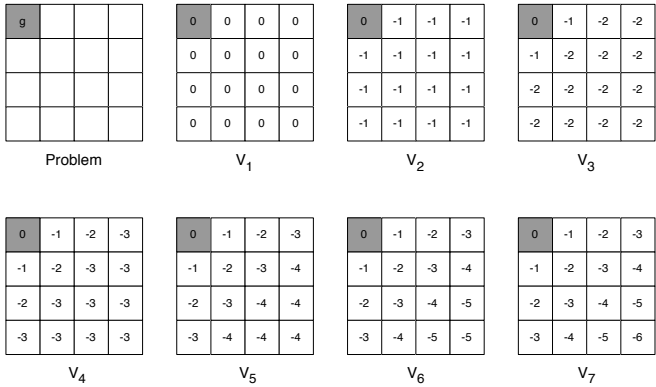 g
0 0 0 0
0 0 0 0
0 0 0 0
0 0 0 0
0 -1 -1 -1
-1 -1 -1 -1
-1 -1 -1 -1
-1 -1 -1 -1
0 -1 -2 -2
-1 -2 -2 -2
-2 -2 -2 -2
-2 -2 -2 -2
Problem
V1
V2
V3
0 -1 -2 -3
-1 -2 -3 -3
-2 -3 -3 -3
-3 -3 -3 -3
0 -1 -2 -3
-1 -2 -3 -4
-2 -3 -4 -4
-3 -4 -4 -4
0 -1 -2 -3
-1 -2 -3 -4
-2 -3 -4 -5
-3 -4 -5 -5
0 -1 -2 -3
-1 -2 -3 -4
-2 -3 -4 -5
-3 -4 -5 -6
V4
V5
V6
V7